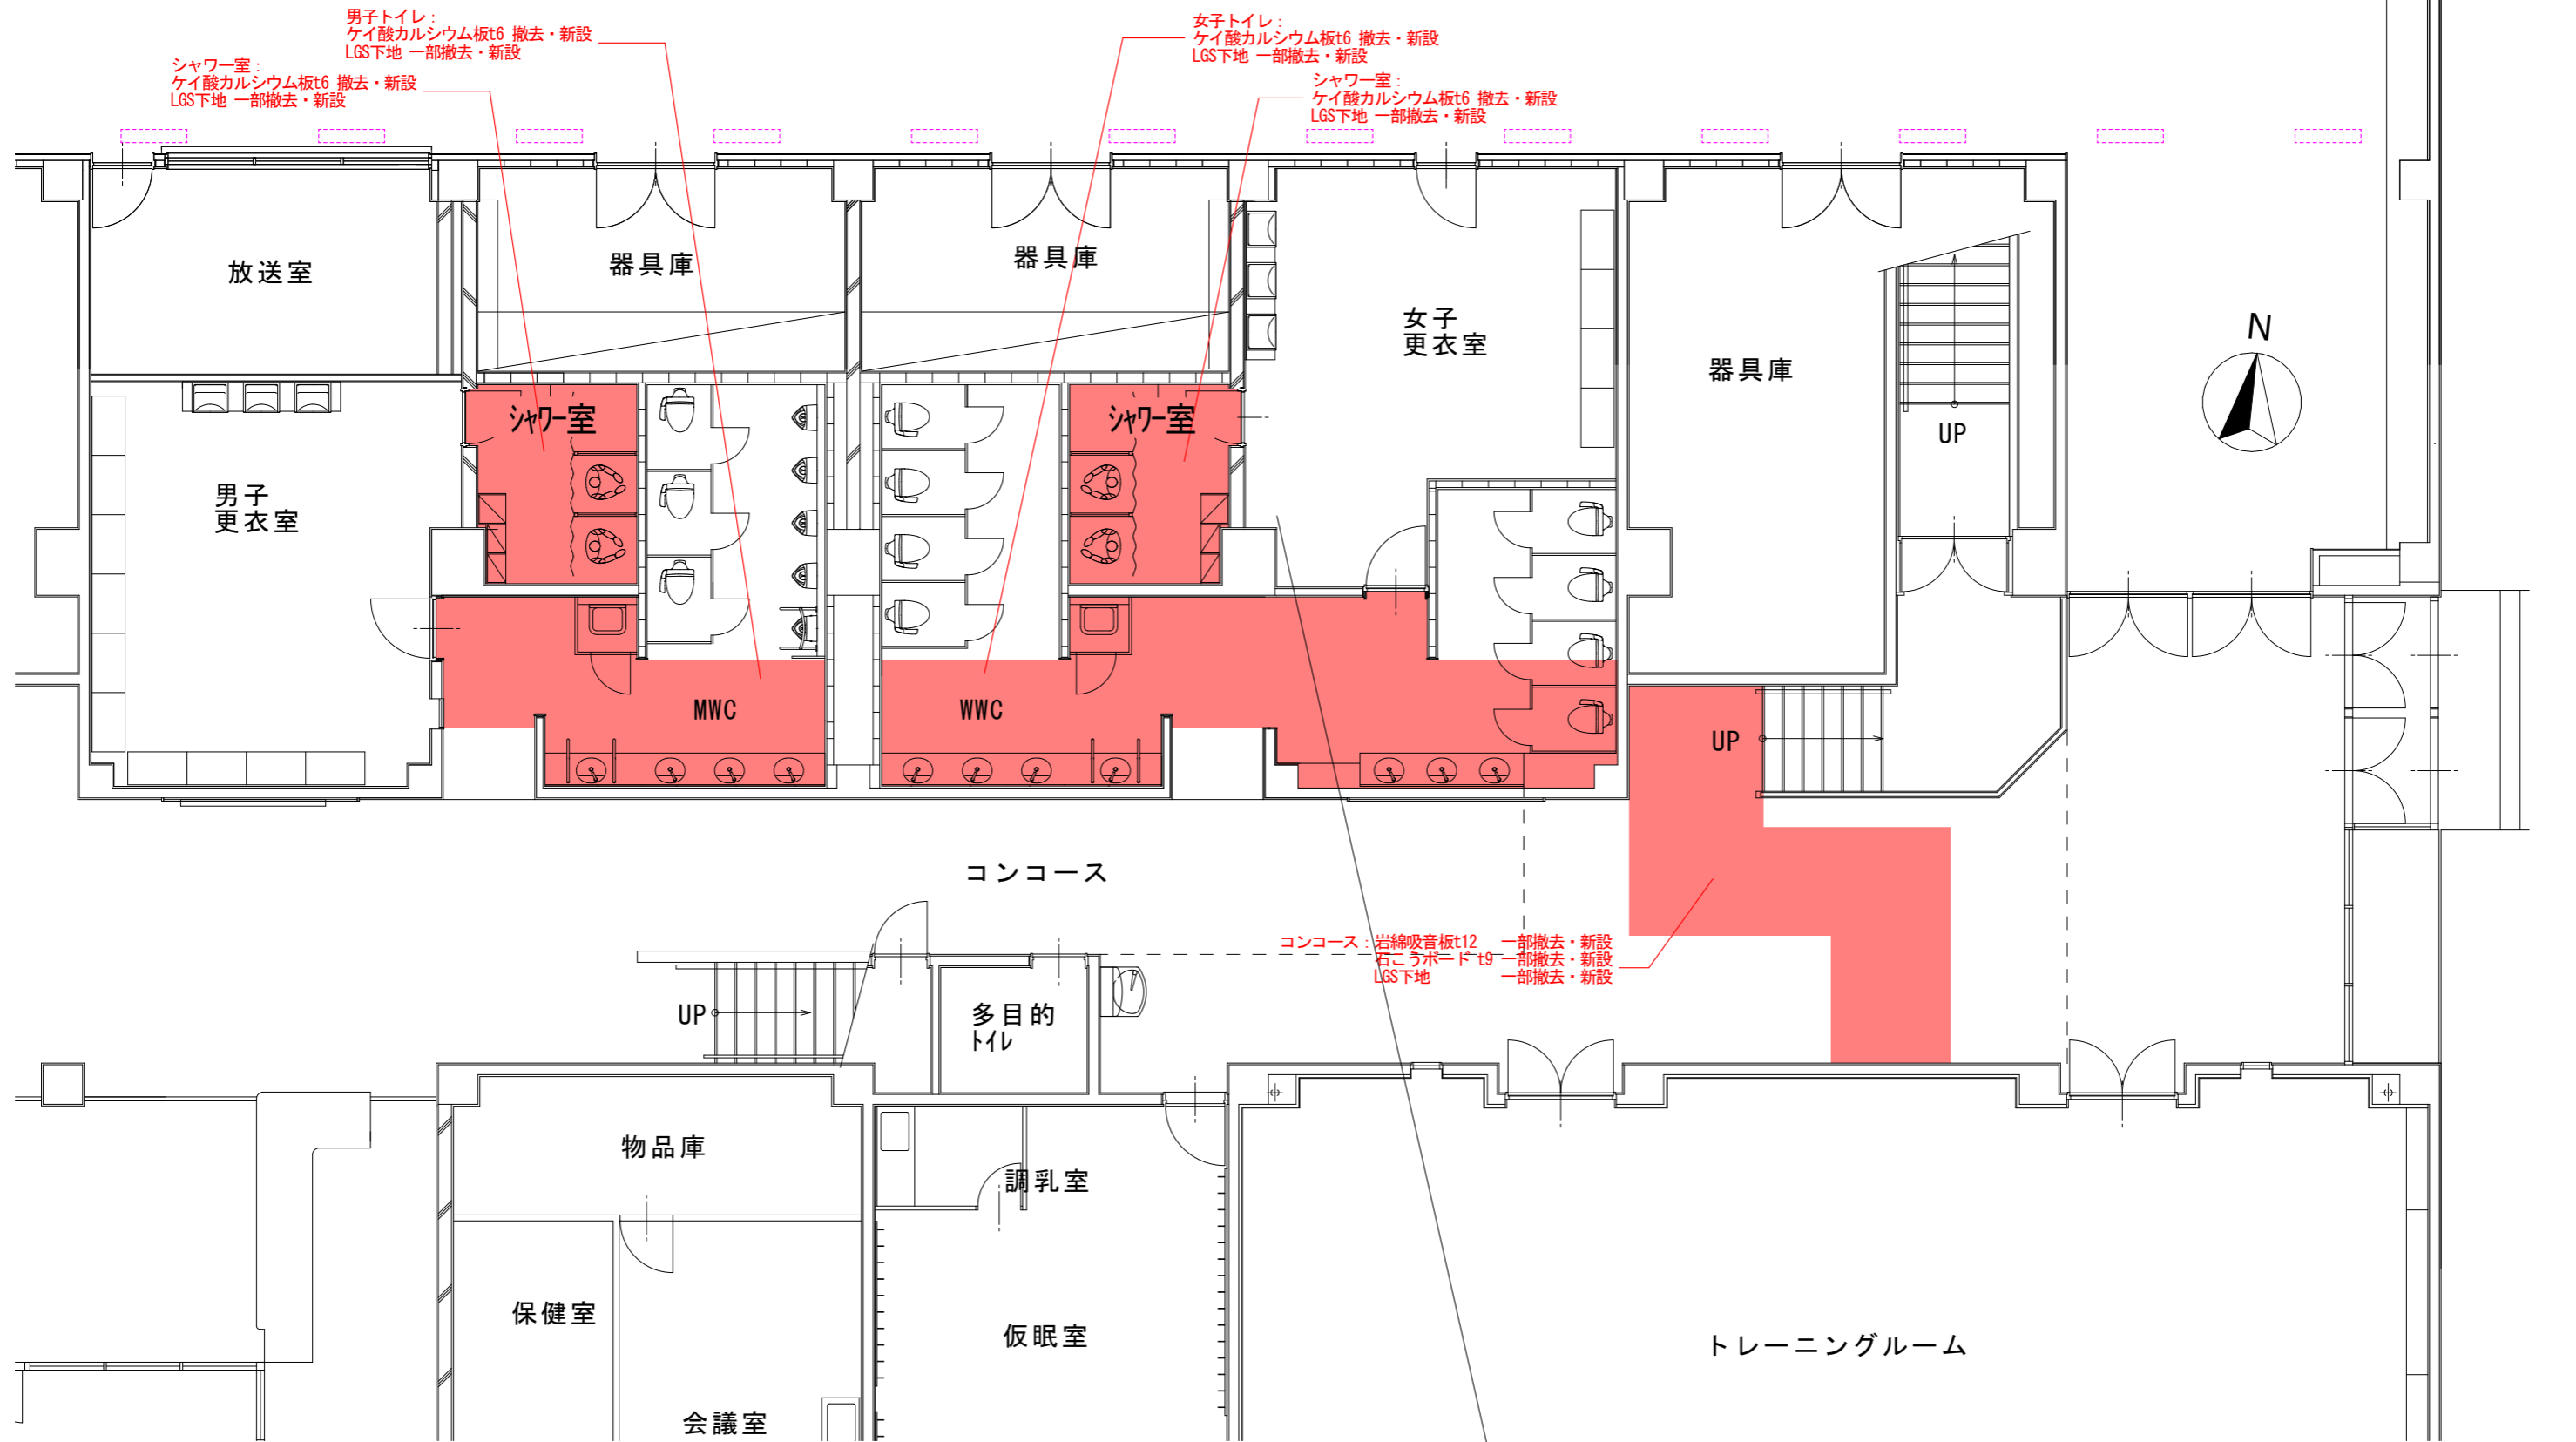 男子トイレ：
ケイ酸カルシウム板t6 撤去・新設
LGS下地 一部撤去・新設
女子トイレ：
ケイ酸カルシウム板t6 撤去・新設
LGS下地 一部撤去・新設
シャワー室：
ケイ酸カルシウム板t6 撤去・新設
LGS下地 一部撤去・新設
シャワー室：
ケイ酸カルシウム板t6 撤去・新設
LGS下地 一部撤去・新設
放送室
器具庫
器具庫
女子
更衣室
器具庫
N
シャワー室
シャワー室
UP
男子
更衣室
MWC
WWC
UP
コンコース
コンコース：岩綿吸音板t12 一部撤去・新設
石こうボード t9 一部撤去・新設
LGS下地 一部撤去・新設
UP
多目的
トイレ
物品庫
調乳室
保健室
仮眠室
トレーニングルーム
会議室